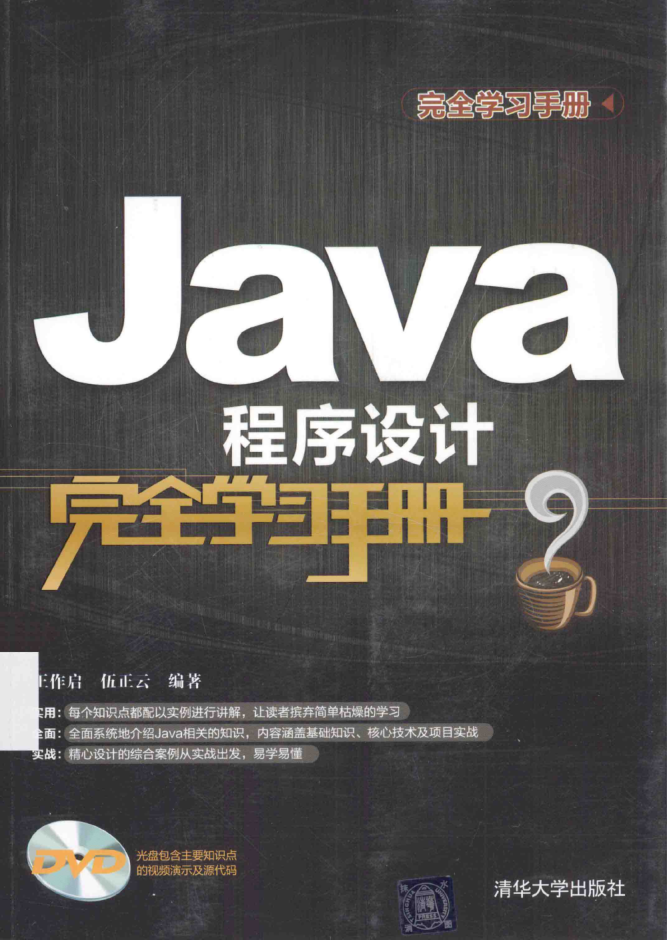 完全学习手册
Java
程序设计
完全学习手册
王作启 伍正云 编著
实用：每个知识点都配以实例进行讲解，让读者摈弃简单枯燥的学习
全面：全面系统地介绍Java相关的知识，内容涵盖基础知识、核心技术及项目实战
实战：精心设计的综合案例从实战出发，易学易懂
DVD
光盘包含主要知识点
的视频演示及源代码
清华大学出版社